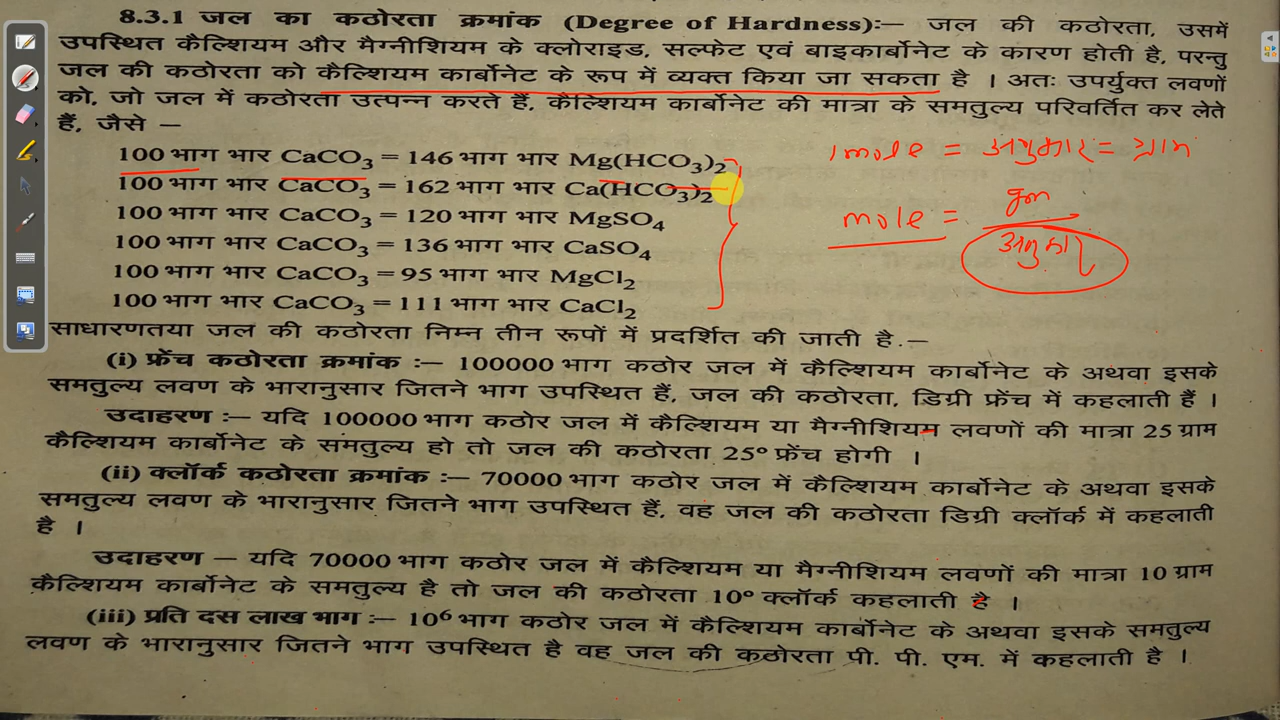 8.3.1 जल का कठोरता क्रमांक (Degree of Hardness):– जल की कठोरता, उसमें
उपस्थित कैल्शियम और मैग्नीशियम के क्लोराइड, सल्फेट एवं बाइकार्बोनेट के कारण होती है, परन्तु
जल की कठोरता को कैल्शियम कार्बोनेट के रूप में व्यक्त किया जा सकता है । अतः उपर्युक्त लवणों
को, जो जल में कठोरता उत्पन्न करते हैं, कैल्शियम कार्बोनेट की मात्रा के समतुल्य परिवर्तित कर लेते
हैं, जैसे –
100 भाग भार CaCO₃ = 146 भाग भार Mg(HCO₃)₂
1 mole = अणुभार = ग्राम
100 भाग भार CaCO₃ = 162 भाग भार Ca(HCO₃)₂
100 भाग भार CaCO₃ = 120 भाग भार MgSO₄
mole = gm
100 भाग भार CaCO₃ = 136 भाग भार CaSO₄
100 भाग भार CaCO₃ = 95 भाग भार MgCl₂
100 भाग भार CaCO₃ = 111 भाग भार CaCl₂
साधारणतया जल की कठोरता निम्न तीन रूपों में प्रदर्शित की जाती है.–
(i) फ्रेंच कठोरता क्रमांक :– 100000 भाग कठोर जल में कैल्शियम कार्बोनेट के अथवा इसके
समतुल्य लवण के भारानुसार जितने भाग उपस्थित हैं, जल की कठोरता, डिग्री फ्रेंच में कहलाती हैं ।
उदाहरण :– यदि 100000 भाग कठोर जल में कैल्शियम या मैग्नीशियम लवणों की मात्रा 25 ग्राम
कैल्शियम कार्बोनेट के समतुल्य हो तो जल की कठोरता 25° फ्रेंच होगी ।
(ii) क्लॉर्क कठोरता क्रमांक :– 70000 भाग कठोर जल में कैल्शियम कार्बोनेट के अथवा इसके
समतुल्य लवण के भारानुसार जितने भाग उपस्थित हैं, वह जल की कठोरता डिग्री क्लॉर्क में कहलाती
है ।
उदाहरण – यदि 70000 भाग कठोर जल में कैल्शियम या मैग्नीशियम लवणों की मात्रा 10 ग्राम
कैल्शियम कार्बोनेट के समतुल्य है तो जल की कठोरता 10° क्लॉर्क कहलाती है ।
(iii) प्रति दस लाख भाग :– 10⁶ भाग कठोर जल में कैल्शियम कार्बोनेट के अथवा इसके समतुल्य
लवण के भारानुसार जितने भाग उपस्थित है वह जल की कठोरता पी. पी. एम. में कहलाती है ।